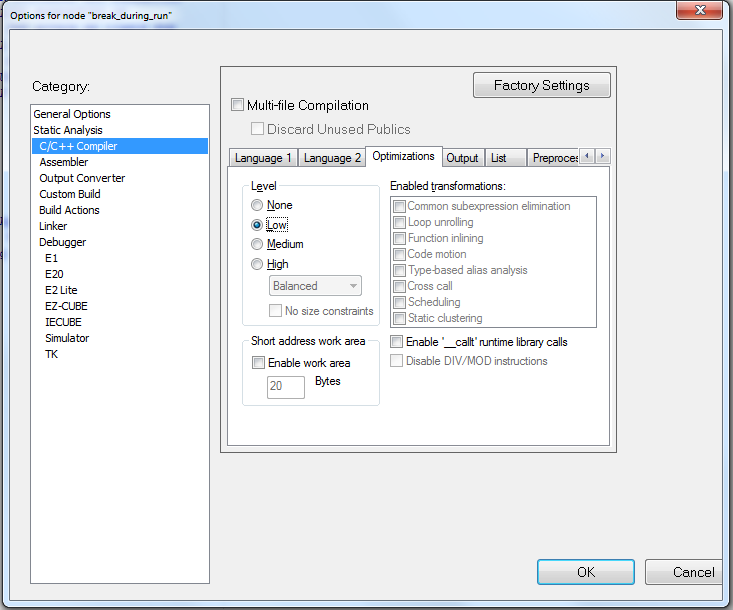 Options for node "break_during_run"
Category:
General Options
Static Analysis
C/C++ Compiler
Assembler
Output Converter
Custom Build
Build Actions
Linker
Debugger
E1
E20
E2 Lite
EZ-CUBE
IECUBE
Simulator
TK
Factory Settings
Multi-file Compilation
Discard Unused Publics
Language 1 Language 2 Optimizations Output List Preproces
Level
None
Low
Medium
High
Balanced
No size constraints
Enabled transformations:
Common subexpression elimination
Loop unrolling
Function inlining
Code motion
Type-based alias analysis
Cross call
Scheduling
Static clustering
Short address work area
Enable work area
20 Bytes
Enable '__callt' runtime library calls
Disable DIV/MOD instructions
OK Cancel